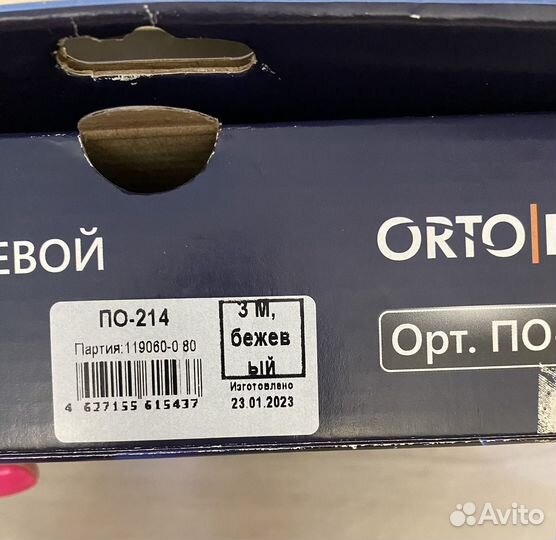 ЕВОЙ
ORTO
ПО-214
Партия:119060-0 80
4 627155 615437
3 М,
бежев
ый
Изготовлено
23.01.2023
Орт. ПО-
Avito